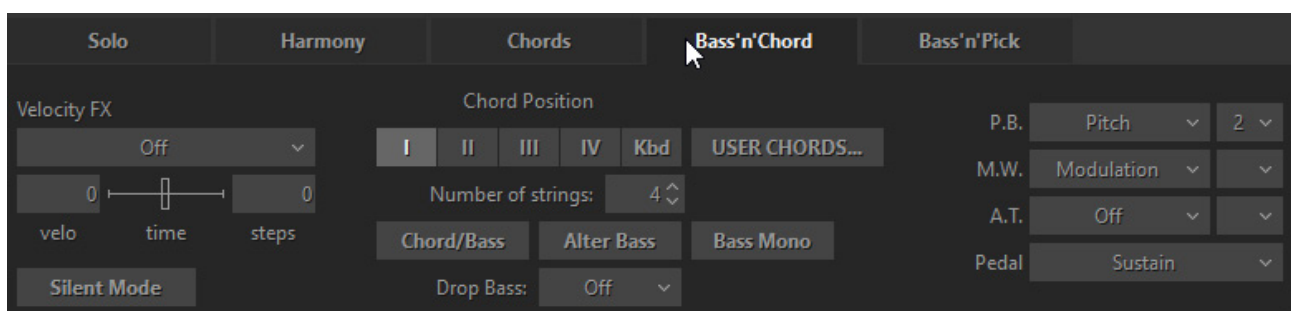 Solo Harmony Chords Bass'n'Chord Bass'n'Pick
Velocity FX
Off
0 0
velo time steps
Silent Mode
Chord Position
I II III IV Kbd USER CHORDS...
Number of strings: 4
Chord/Bass Alter Bass Bass Mono
Drop Bass: Off
P.B. Pitch 2
M.W. Modulation
A.T. Off
Pedal Sustain